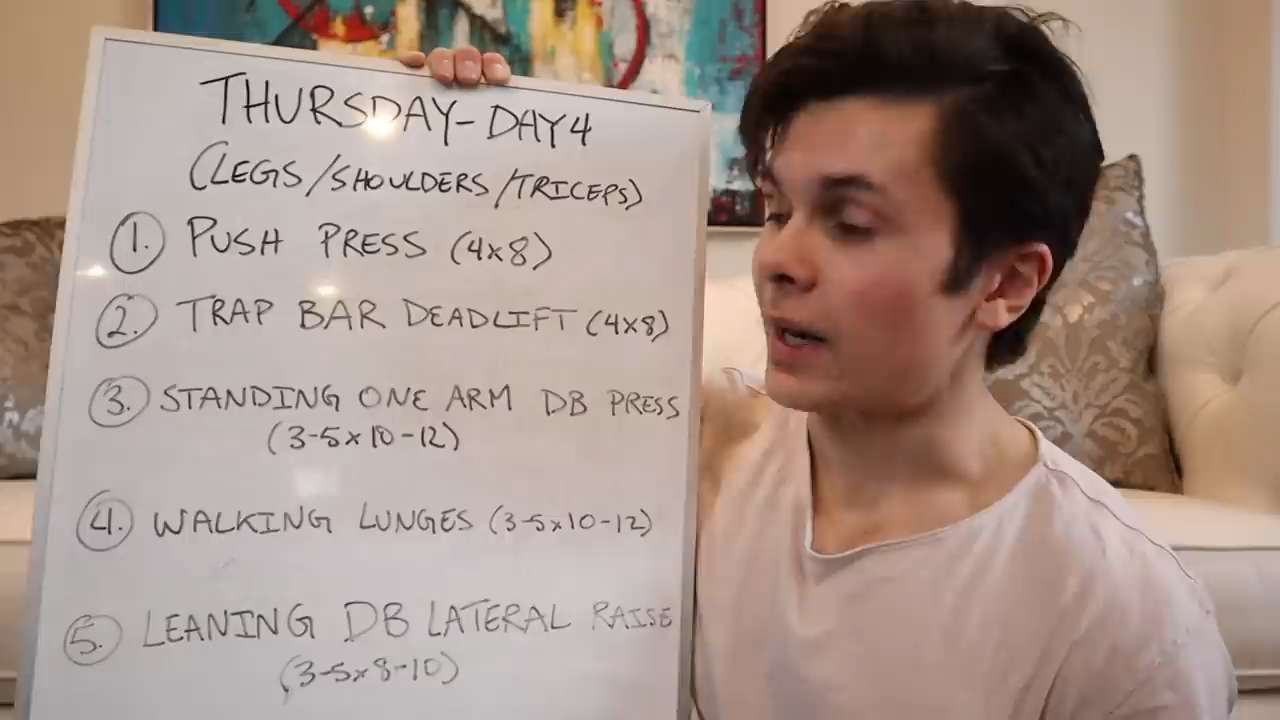 THURSDAY-DAY 4
(LEGS/SHOULDERS/TRICEPS)
1. PUSH PRESS (4x8)
2. TRAP BAR DEADLIFT (4x8)
3. STANDING ONE ARM DB PRESS
(3-5x10-12)
4. WALKING LUNGES (3-5x10-12)
5. LEANING DB LATERAL RAISE
(3-5x8-10)